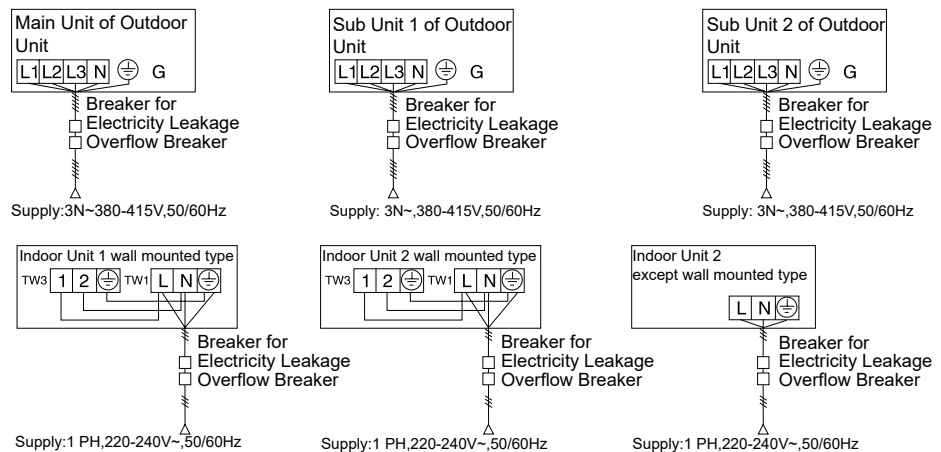 Main Unit of Outdoor
Unit
L1 L2 L3 N G
Breaker for
Electricity Leakage
Overflow Breaker
Supply:3N~380-415V,50/60Hz
Sub Unit 1 of Outdoor
Unit
L1 L2 L3 N G
Breaker for
Electricity Leakage
Overflow Breaker
Supply: 3N~,380-415V,50/60Hz
Sub Unit 2 of Outdoor
Unit
L1 L2 L3 N G
Breaker for
Electricity Leakage
Overflow Breaker
Supply: 3N~,380-415V,50/60Hz
Indoor Unit 1 wall mounted type
TW3 1 2 TW1 L N
Breaker for
Electricity Leakage
Overflow Breaker
Supply:1 PH,220-240V~,50/60Hz
Indoor Unit 2 wall mounted type
TW3 1 2 TW1 L N
Breaker for
Electricity Leakage
Overflow Breaker
Supply:1 PH,220-240V~,50/60Hz
Indoor Unit 2
except wall mounted type
L N
Breaker for
Electricity Leakage
Overflow Breaker
Supply:1 PH,220-240V~,50/60Hz